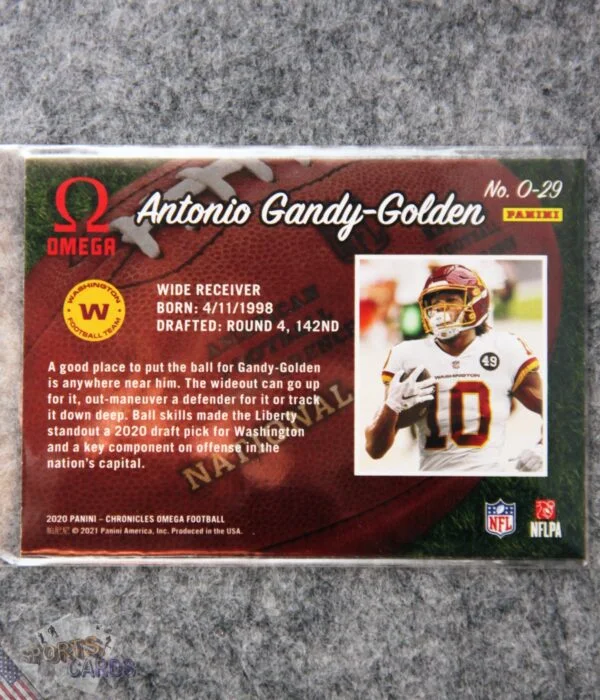 Ω
OMEGA
Antonio Gandy-Golden
No. O-29
PANINI
WASHINGTON
W
FOOTBALL TEAM
WIDE RECEIVER
BORN: 4/11/1998
DRAFTED: ROUND 4, 142ND
A good place to put the ball for Gandy-Golden
is anywhere near him. The wideout can go up
for it, out-maneuver a defender for it or track
it down deep. Ball skills made the Liberty
standout a 2020 draft pick for Washington
and a key component on offense in the
nation's capital.
NATIONAL
49
WASHINGTON
10
2020 PANINI – CHRONICLES OMEGA FOOTBALL
© 2021 Panini America, Inc. Produced in the USA.
NFL
NFLPA
SPORTS
CARDS